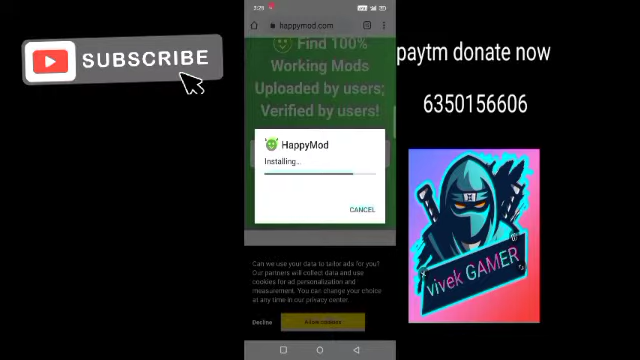 SUBSCRIBE
3:25
happymod.com
Find 100%
Working Mods
Uploaded by users;
Verified by users!
HappyMod
Installing...
CANCEL
Can we use your data to tailor ads for you?
Our partners will collect data and use
cookies for ad personalization and
measurement. You can change your choice
at any time in our privacy center.
Decline
paytm donate now
6350156606
vivek GAMER